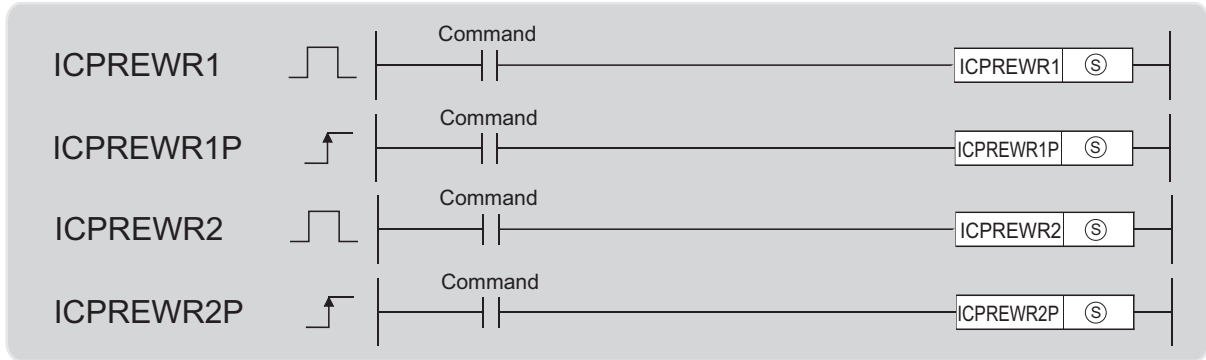 Command
ICPREWR1 ICPREWR1 Ⓢ
Command
ICPREWR1P ICPREWR1P Ⓢ
Command
ICPREWR2 ICPREWR2 Ⓢ
Command
ICPREWR2P ICPREWR2P Ⓢ